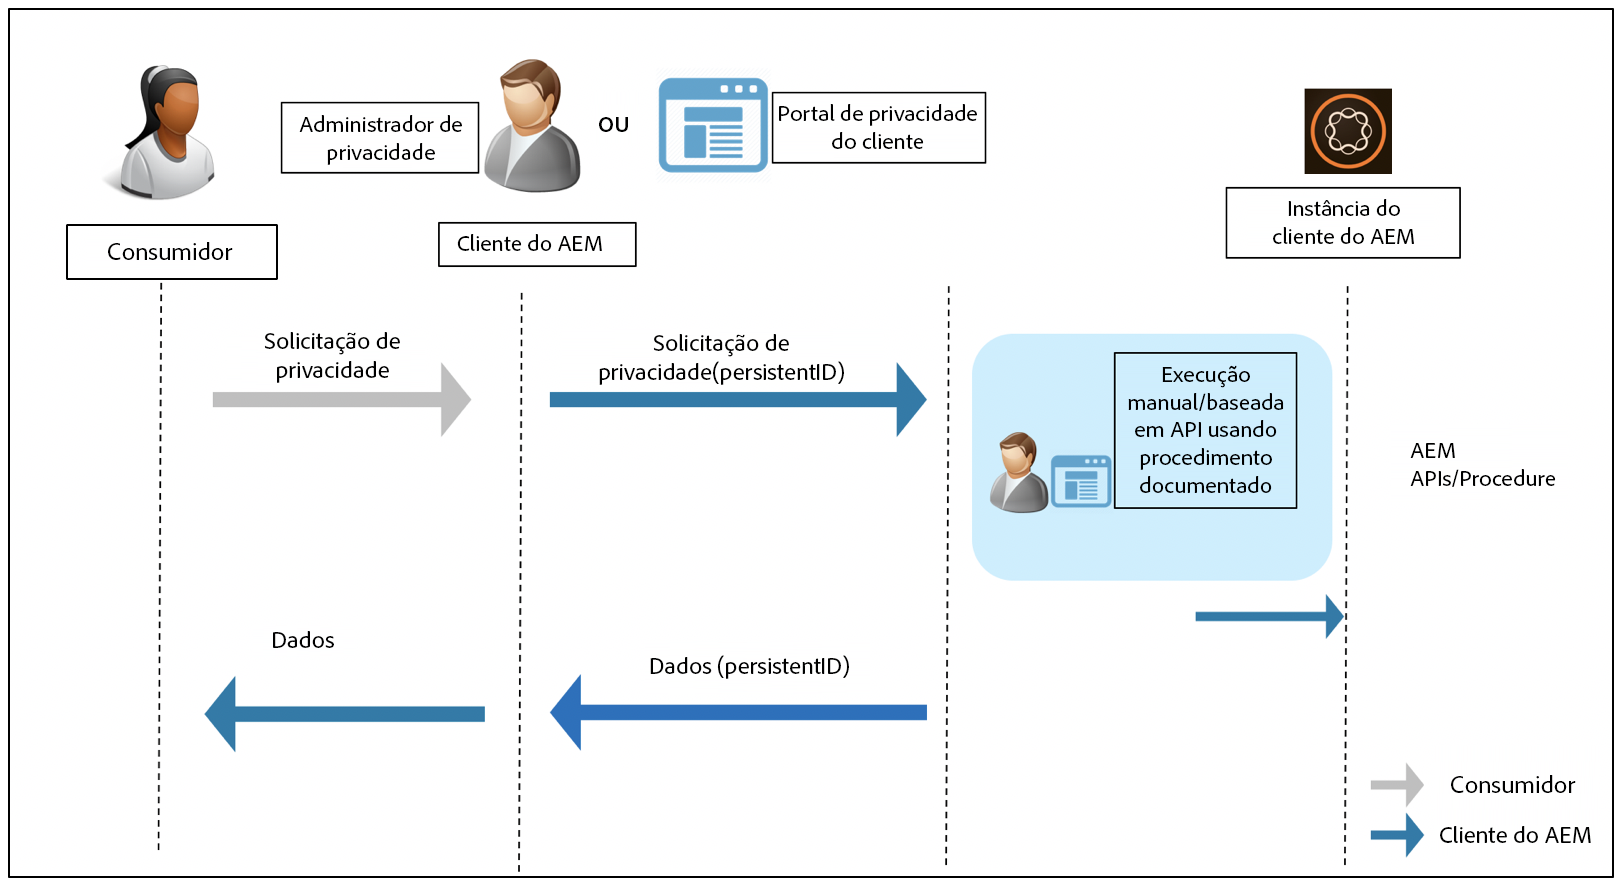 Administrador de
privacidade
OU
Portal de privacidade
do cliente
Consumidor
Cliente do AEM
Instância do
cliente do AEM
Solicitação de
privacidade
Solicitação de
privacidade(persistentID)
Execução
manual/baseada
em API usando
procedimento
documentado
AEM
APIs/Procedure
Dados
Dados (persistentID)
Consumidor
Cliente do AEM